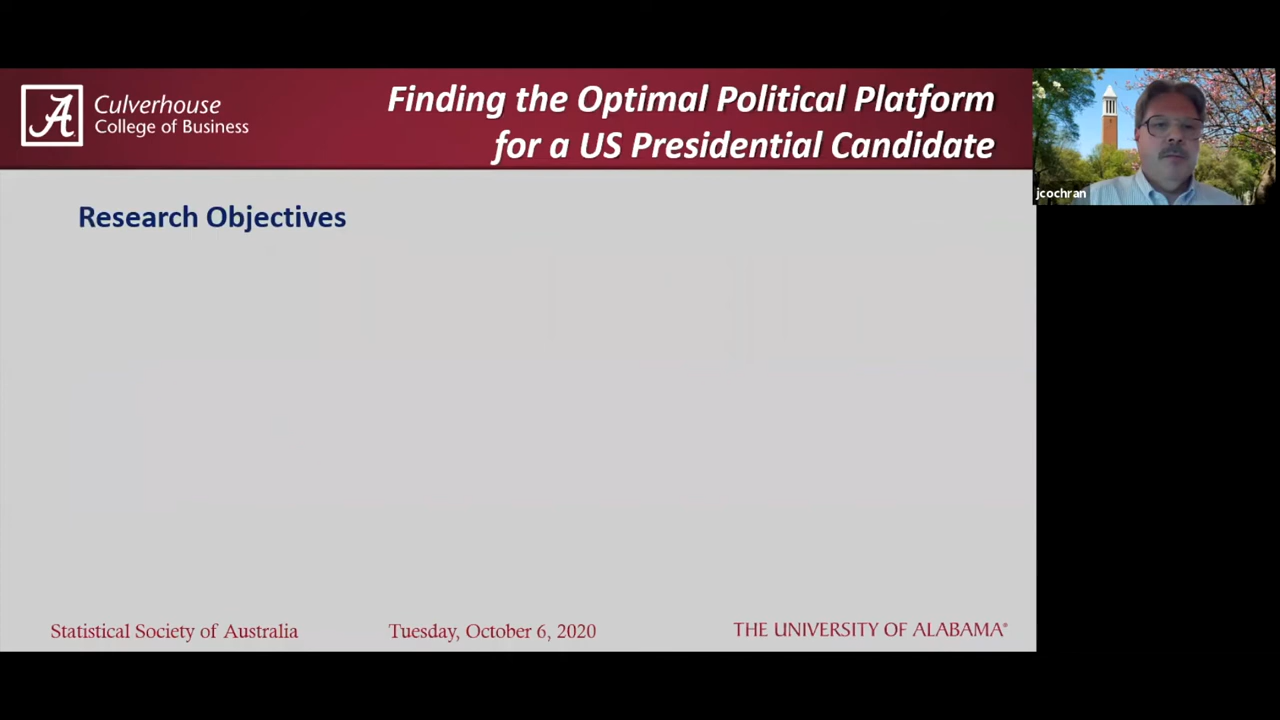 Culverhouse
College of Business
Finding the Optimal Political Platform
for a US Presidential Candidate
jcochran
Research Objectives
Statistical Society of Australia
Tuesday, October 6, 2020
THE UNIVERSITY OF ALABAMA®